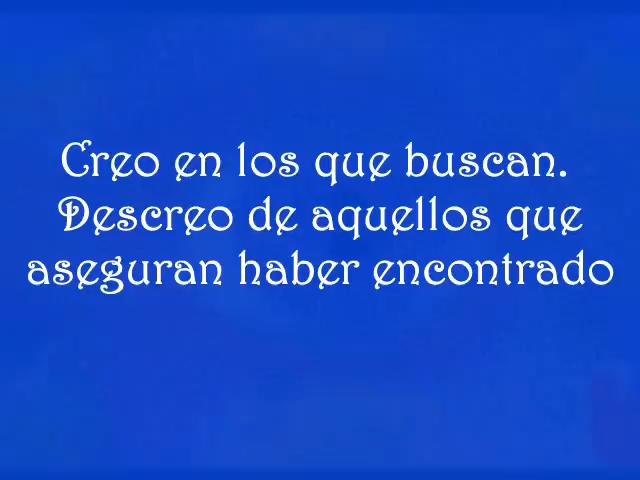 Creo en los que buscan.
Descreo de aquellos que
aseguran haber encontrado